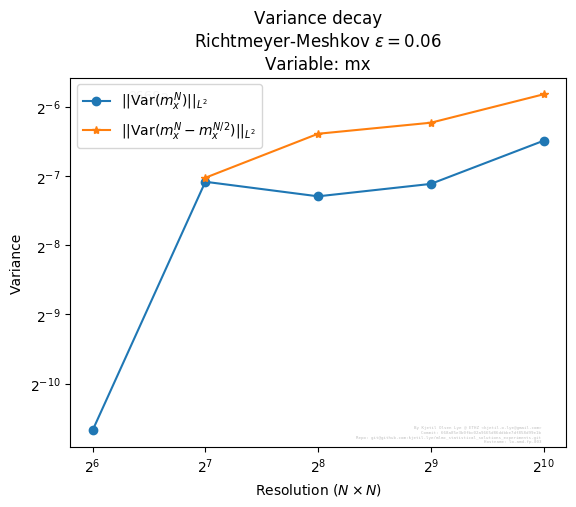 Variance decay
Richtmeyer-Meshkov ε = 0.06
Variable: mx
||Var(m_x^N)||_{L^2}
||Var(m_x^N − m_x^{N/2})||_{L^2}
2^{-6}
2^{-7}
2^{-8}
2^{-9}
2^{-10}
Variance
2^6
2^7
2^8
2^9
2^{10}
Resolution (N × N)